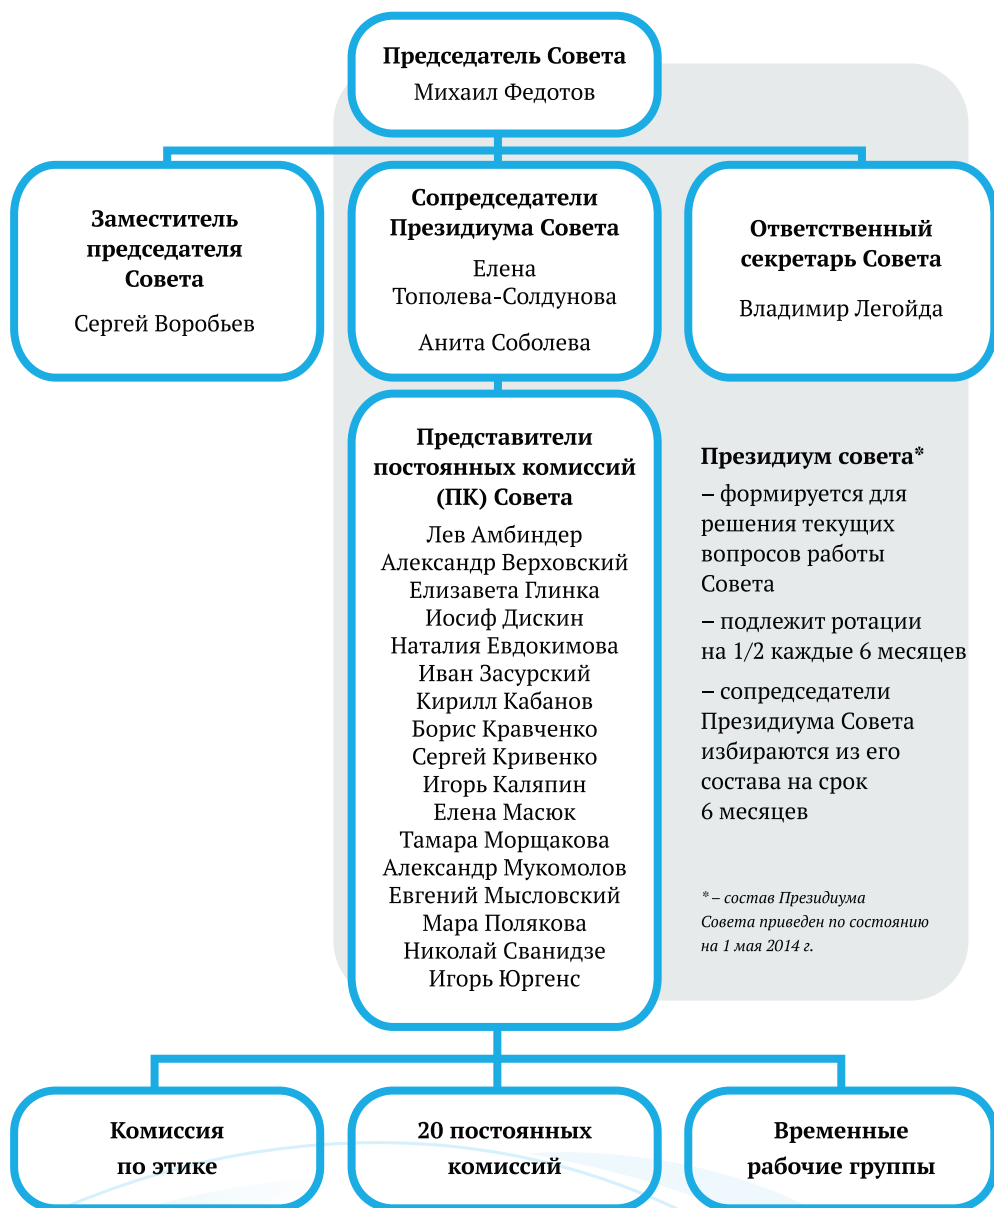 Председатель Совета
Михаил Федотов
Заместитель
председателя
Совета
Сергей Воробьев
Сопредседатели
Президиума Совета
Елена
Тополева-Солдунова
Анита Соболева
Ответственный
секретарь Совета
Владимир Легойда
Представители
постоянных комиссий
(ПК) Совета
Лев Амбиндер
Александр Верховский
Елизавета Глинка
Иосиф Дискин
Наталия Евдокимова
Иван Засурский
Кирилл Кабанов
Борис Кравченко
Сергей Кривенко
Игорь Каляпин
Елена Масюк
Тамара Морщакова
Александр Мукомолов
Евгений Мысловский
Мара Полякова
Николай Сванидзе
Игорь Юргенс
Президиум совета*
– формируется для
решения текущих
вопросов работы
Совета
– подлежит ротации
на 1/2 каждые 6 месяцев
– сопредседатели
Президиума Совета
избираются из его
состава на срок
6 месяцев
* – состав Президиума
Совета приведен по состоянию
на 1 мая 2014 г.
Комиссия
по этике
20 постоянных
комиссий
Временные
рабочие группы